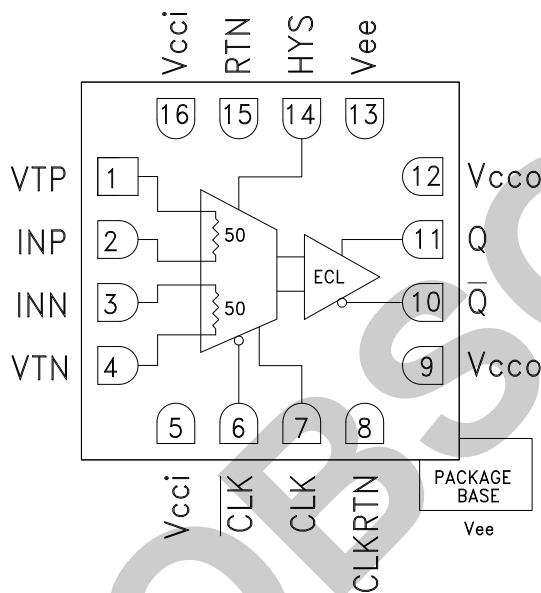 Vcci RTN HYS Vee
16 15 14 13
VTP 1 12 Vcco
INP 2 50 11 Q
ECL
INN 3 50 10 Q̅
VTN 4 9 Vcco
5 6 7 8
Vcci C̅L̅K̅ CLK CLKRTN
PACKAGE
BASE
Vee
OBSO